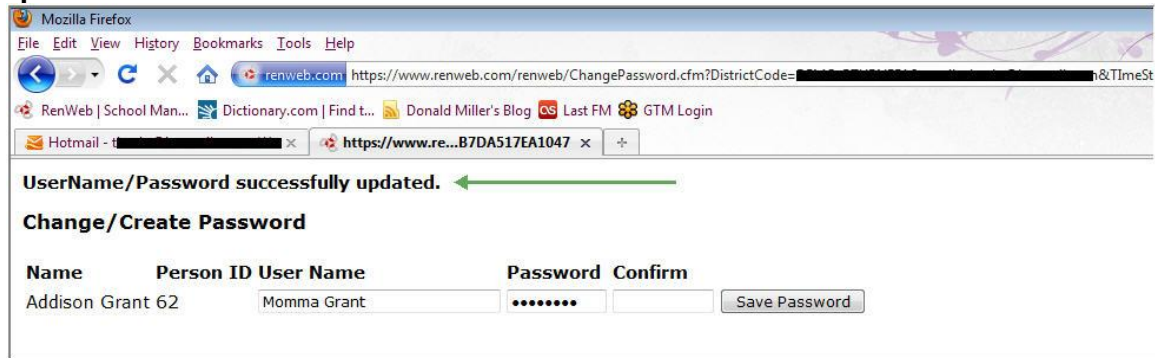 Mozilla Firefox
File Edit View History Bookmarks Tools Help
renweb.com https://www.renweb.com/renweb/ChangePassword.cfm?DistrictCode= n&TImeSt
RenWeb | School Man... Dictionary.com | Find t... Donald Miller's Blog Last FM GTM Login
Hotmail - t https://www.re...B7DA517EA1047
UserName/Password successfully updated.
Change/Create Password
Name Person ID User Name Password Confirm
Addison Grant 62 Momma Grant •••••••• Save Password